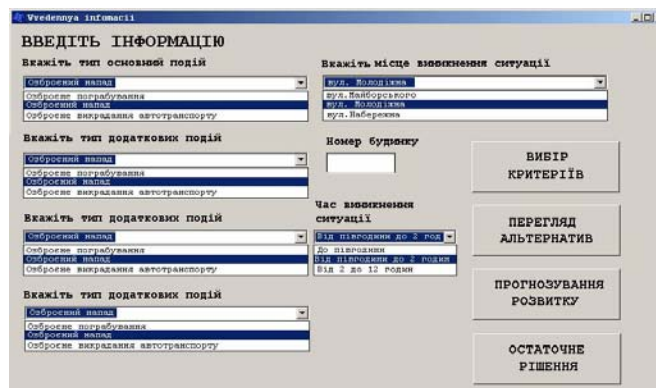 Vvedennya infomacii
ВВЕДІТЬ ІНФОРМАЦІЮ
Вкажіть тип основний подій
Озброєний напад
Озброєне пограбування
Озброєний напад
Озброєне викрадання автотранспорту
Вкажіть місце виникнення ситуації
вул. Молодіжна
вул.Майборського
вул. Молодіжна
вул.Набережна
Вкажіть тип додаткових подій
Озброєний напад
Озброєне пограбування
Озброєний напад
Озброєне викрадання автотранспорту
Номер будинку
Вкажіть тип додаткових подій
Озброєний напад
Озброєне пограбування
Озброєний напад
Озброєне викрадання автотранспорту
Час виникнення
ситуації
Від півгодини до 2 год
До півгодини
Від півгодини до 2 годин
Від 2 до 12 годин
Вкажіть тип додаткових подій
Озброєний напад
Озброєне пограбування
Озброєний напад
Озброєне викрадання автотранспорту
ВИБІР
КРИТЕРІЇВ
ПЕРЕГЛЯД
АЛЬТЕРНАТИВ
ПРОГНОЗУВАННЯ
РОЗВИТКУ
ОСТАТОЧНЕ
РІШЕННЯ